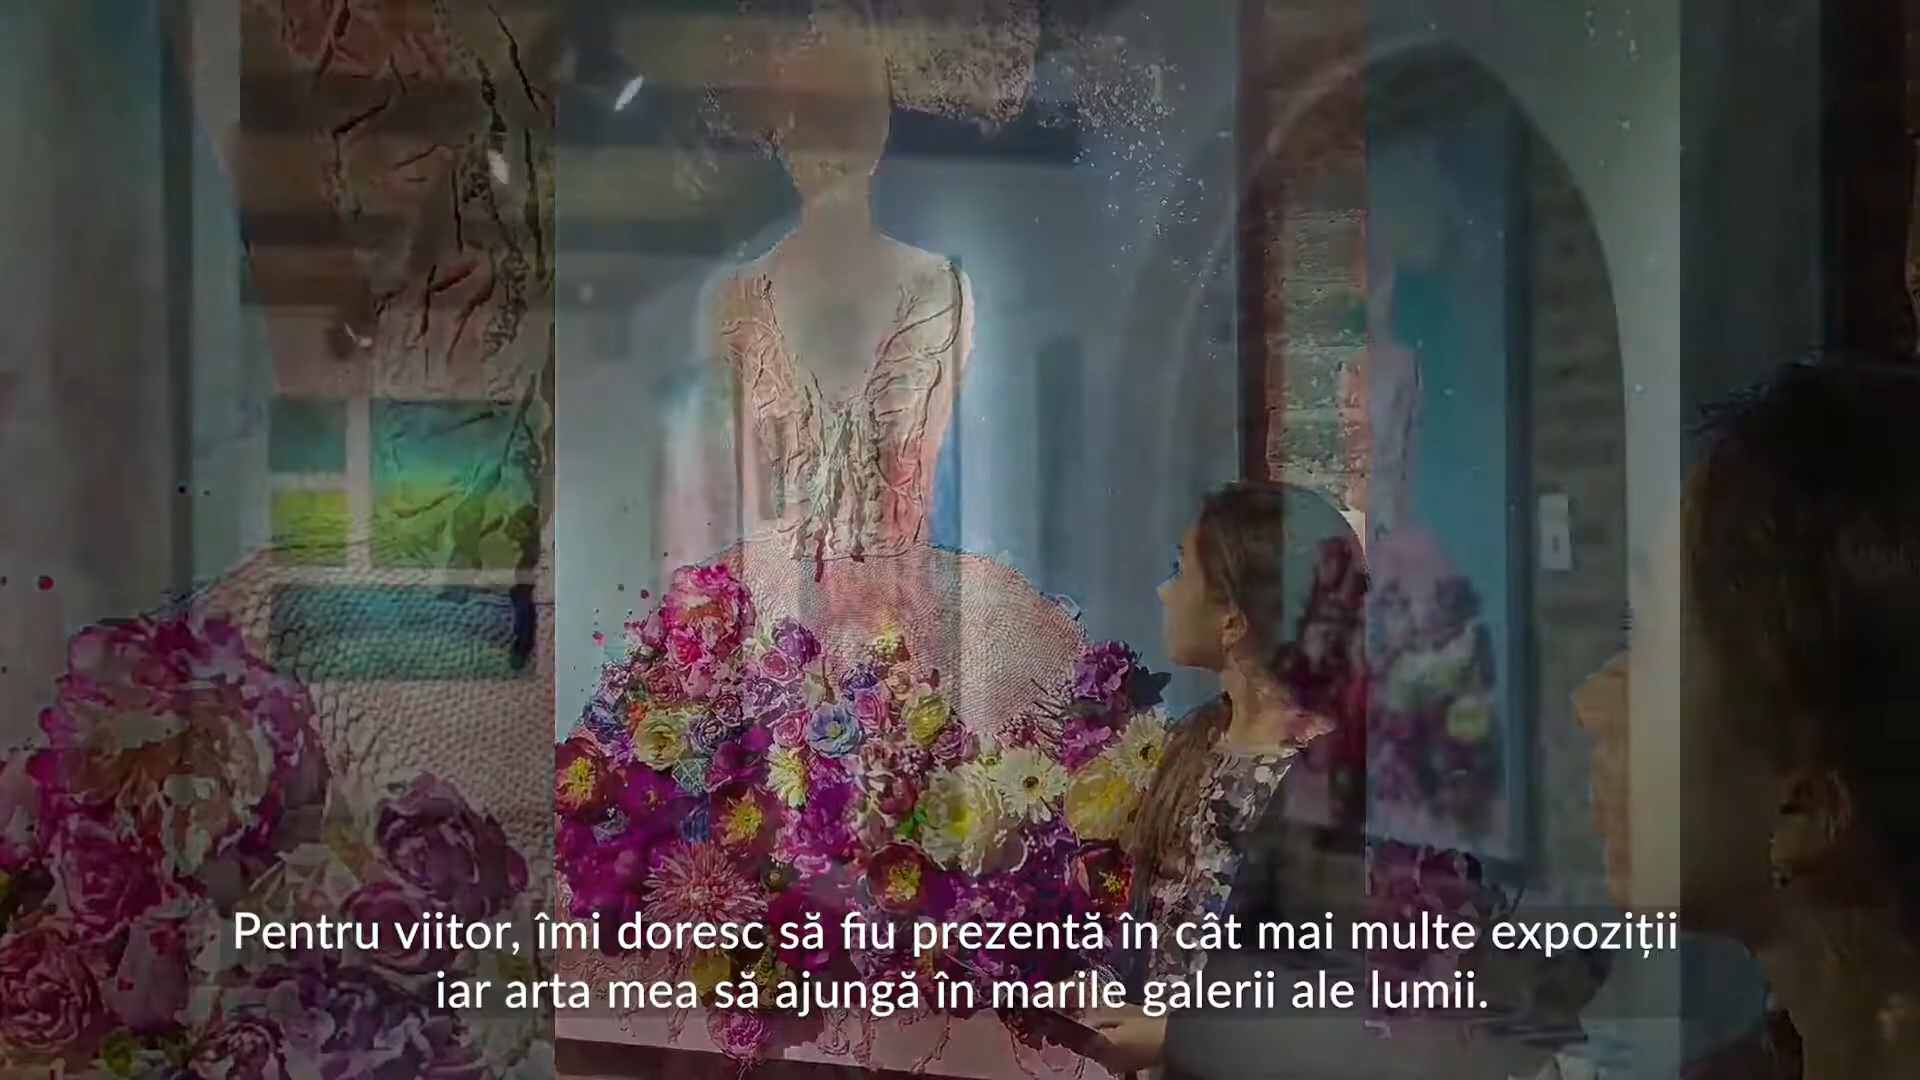 Pentru viitor, îmi doresc să fiu prezentă în cât mai multe expoziții
iar arta mea să ajungă în marile galerii ale lumii.